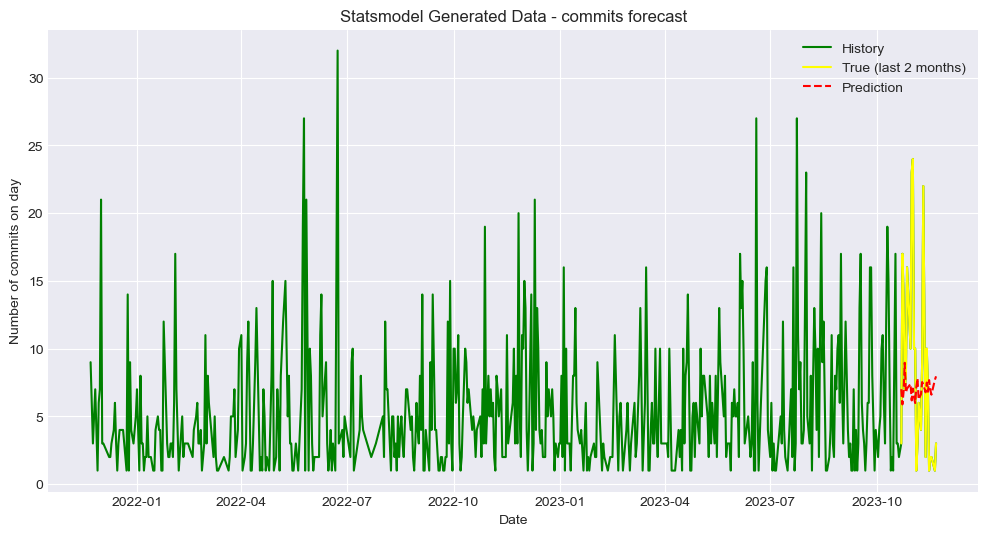 Statsmodel Generated Data - commits forecast
History
True (last 2 months)
Prediction
Number of commits on day
30
25
20
15
10
5
0
2022-01
2022-04
2022-07
2022-10
2023-01
2023-04
2023-07
2023-10
Date